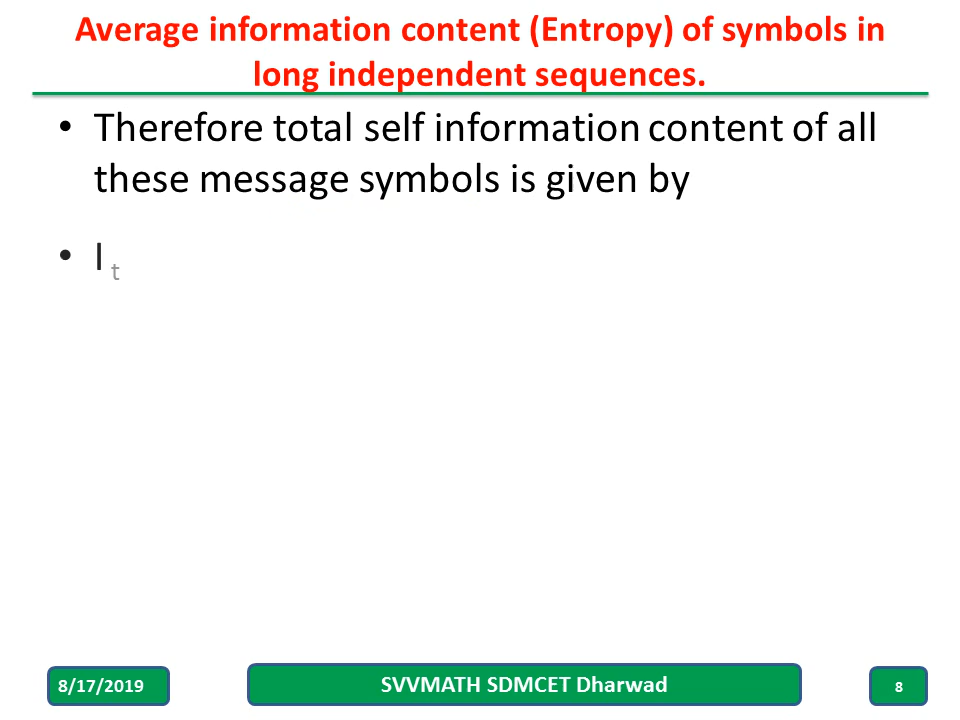 Average information content (Entropy) of symbols in
long independent sequences.
• Therefore total self information content of all
these message symbols is given by
• I t
8/17/2019
SVVMATH SDMCET Dharwad
8